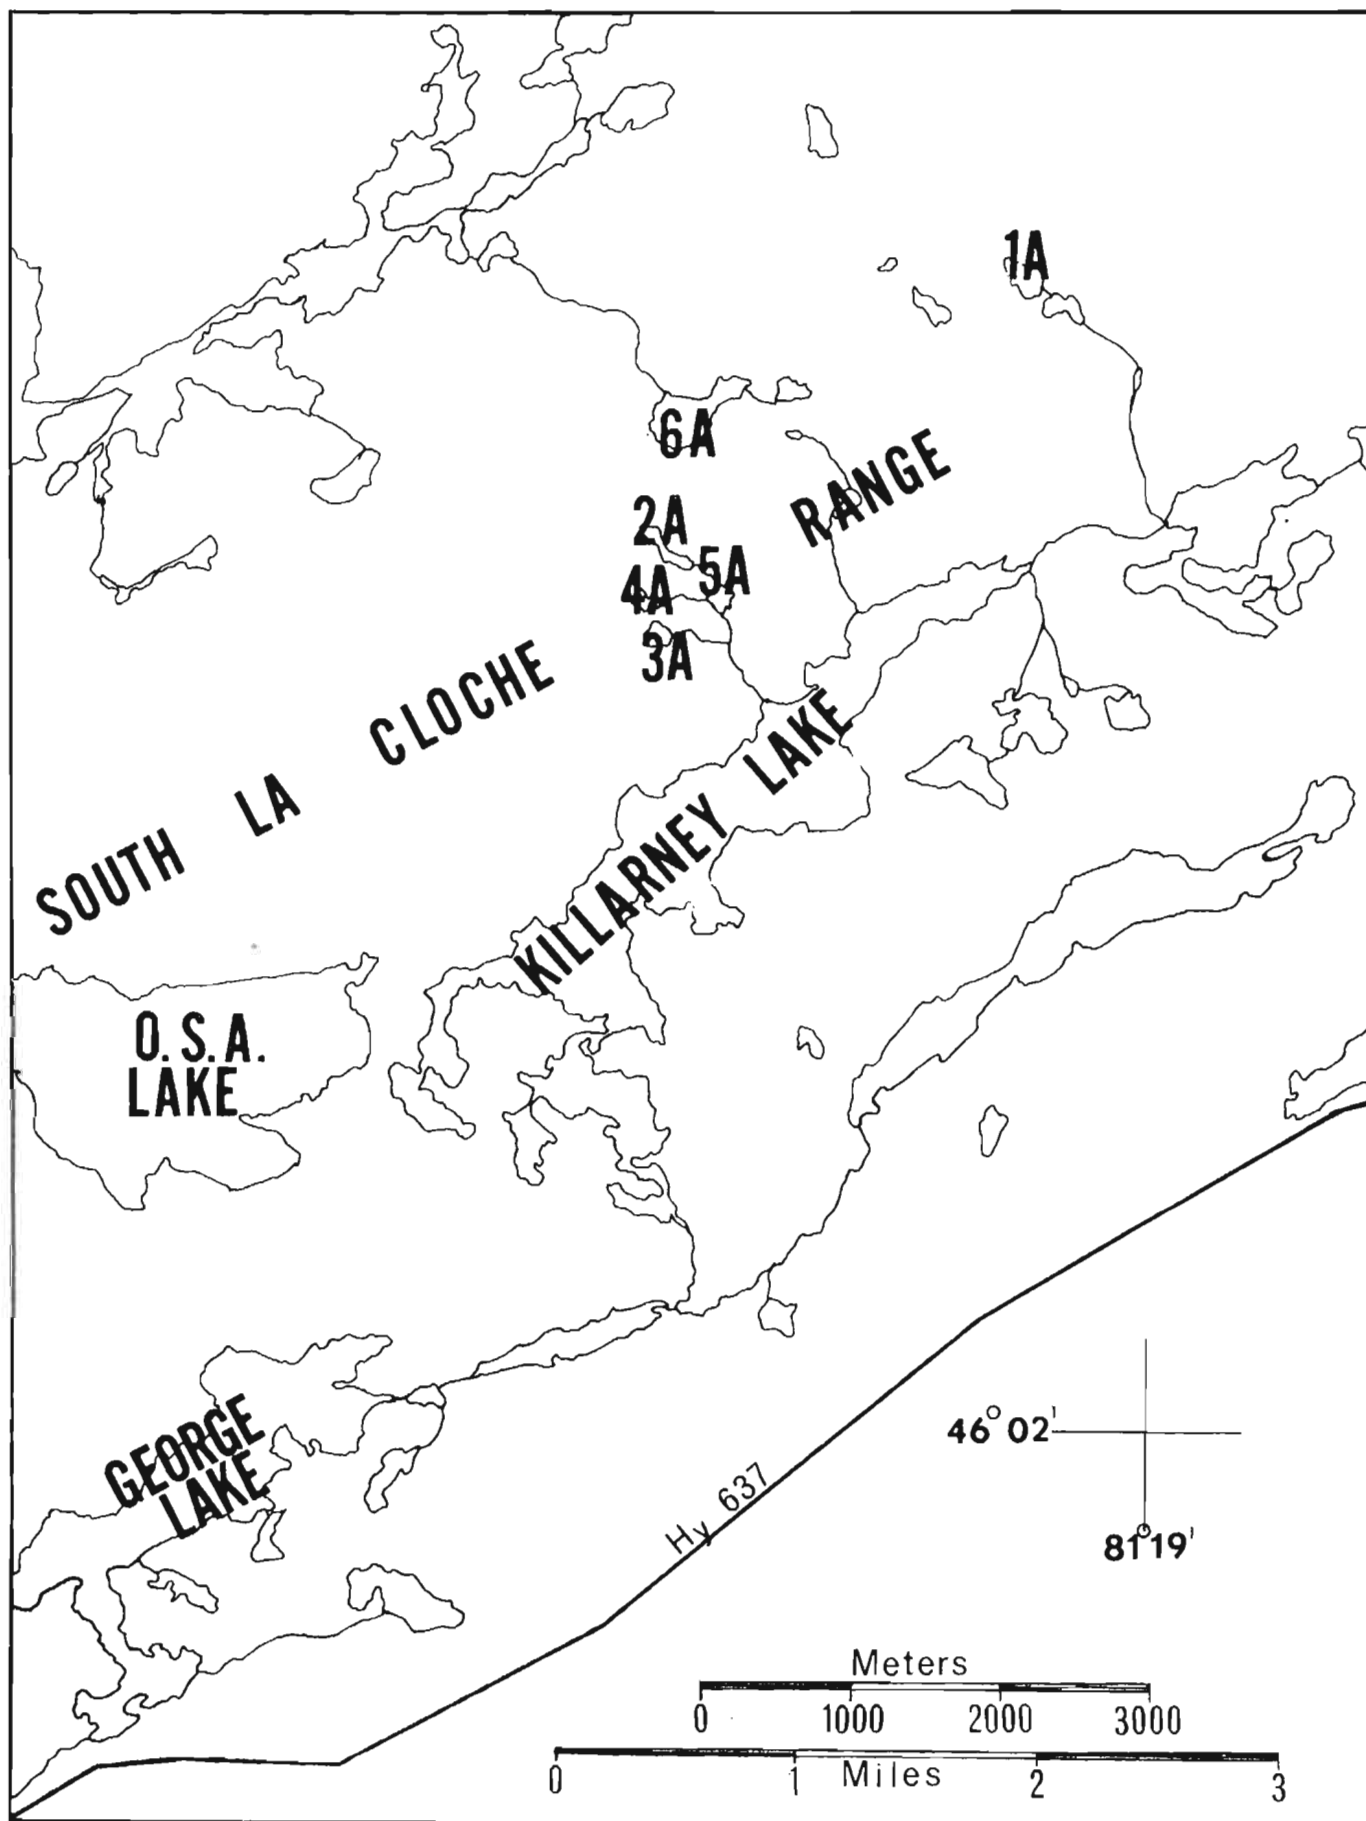 1A
6A
RANGE
2A
5A
4A
3A
SOUTH LA CLOCHE
KILLARNEY LAKE
O.S.A.
LAKE
GEORGE
LAKE
46° 02'
81°19'
Hy 637
Meters
0 1000 2000 3000
0 1 2 3
Miles